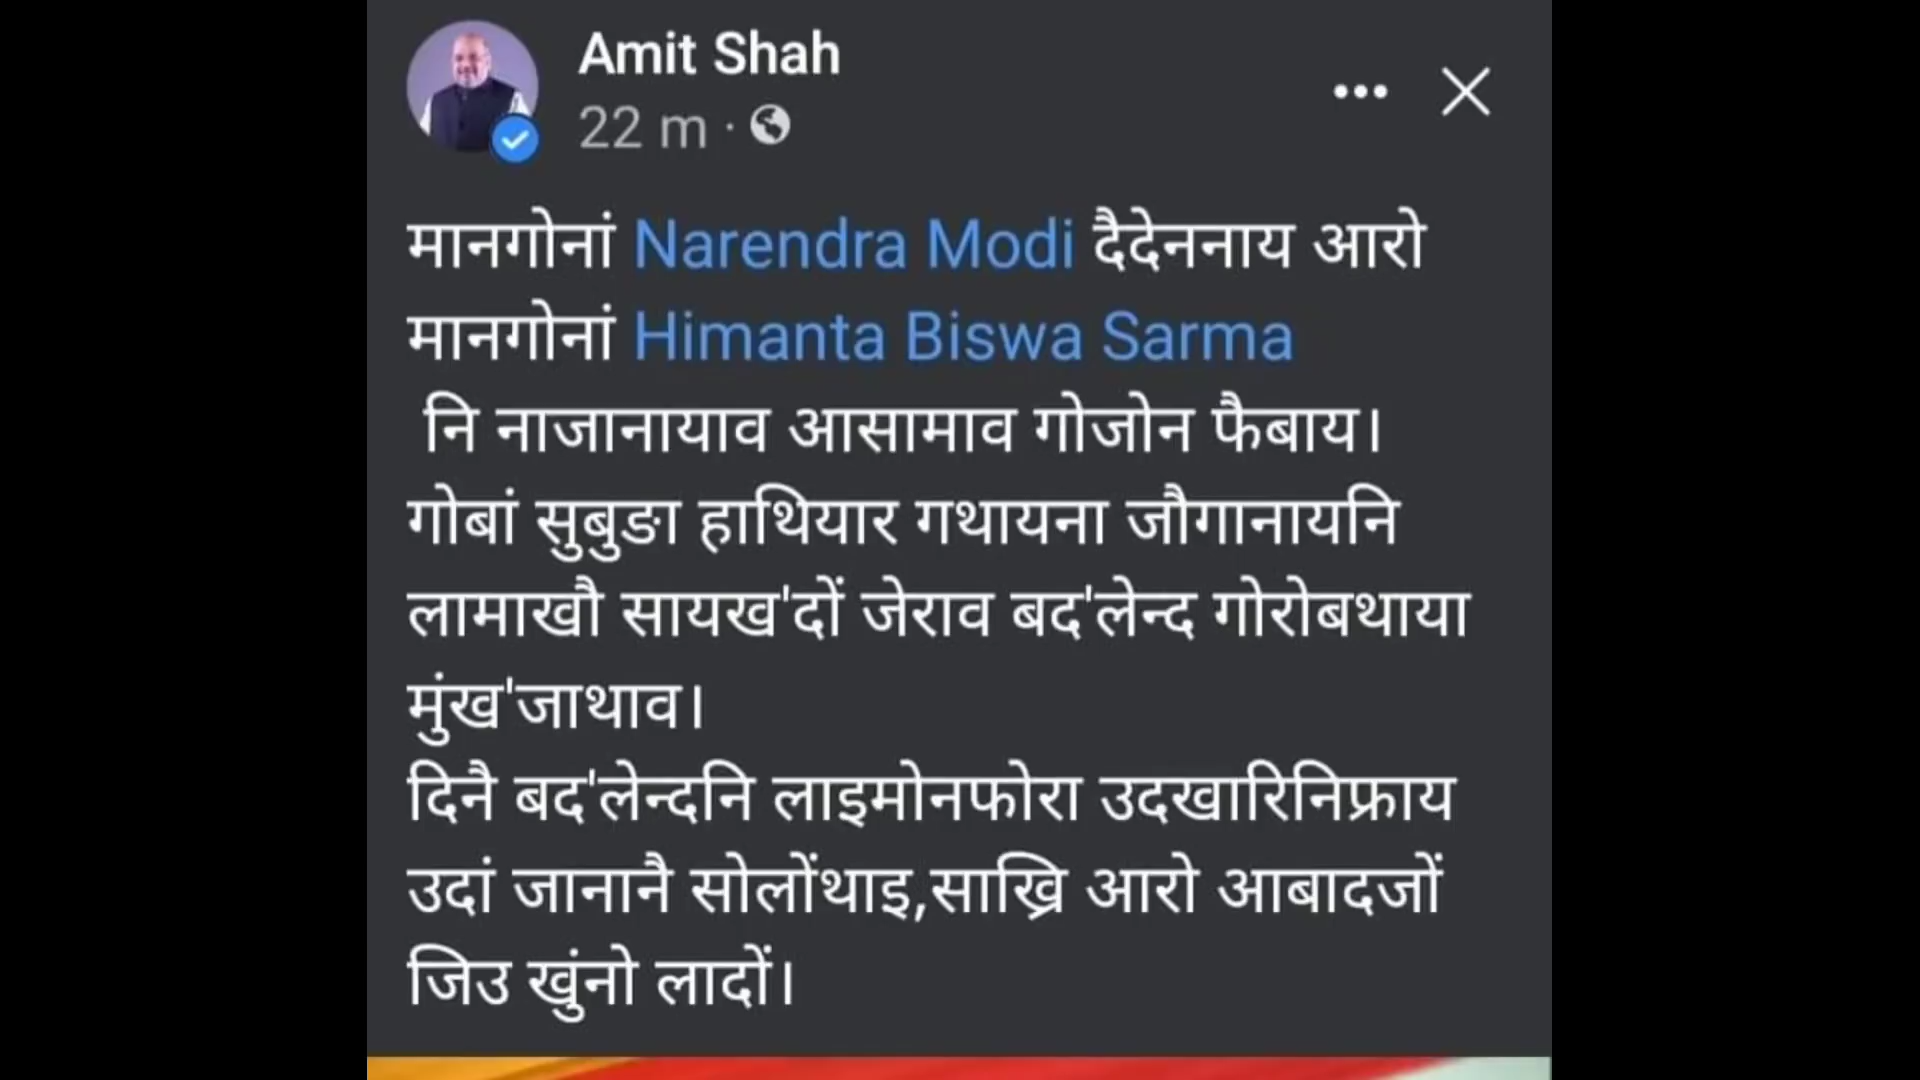 Amit Shah
22 m ·
मानगोनां Narendra Modi दैदेननाय आरो
मानगोनां Himanta Biswa Sarma
नि नाजानायाव आसामाव गोजोन फैबाय।
गोबां सुबुङा हाथियार गथायना जौगानायनि
लामाखौ सायख'दों जेराव बद'लेन्द गोरोबथाया
मुंख'जाथाव।
दिनै बद'लेन्दनि लाइमोनफोरा उदखारिनिफ्राय
उदां जानानै सोलोंथाइ,साख्रि आरो आबादजों
जिउ खुंनो लादों।